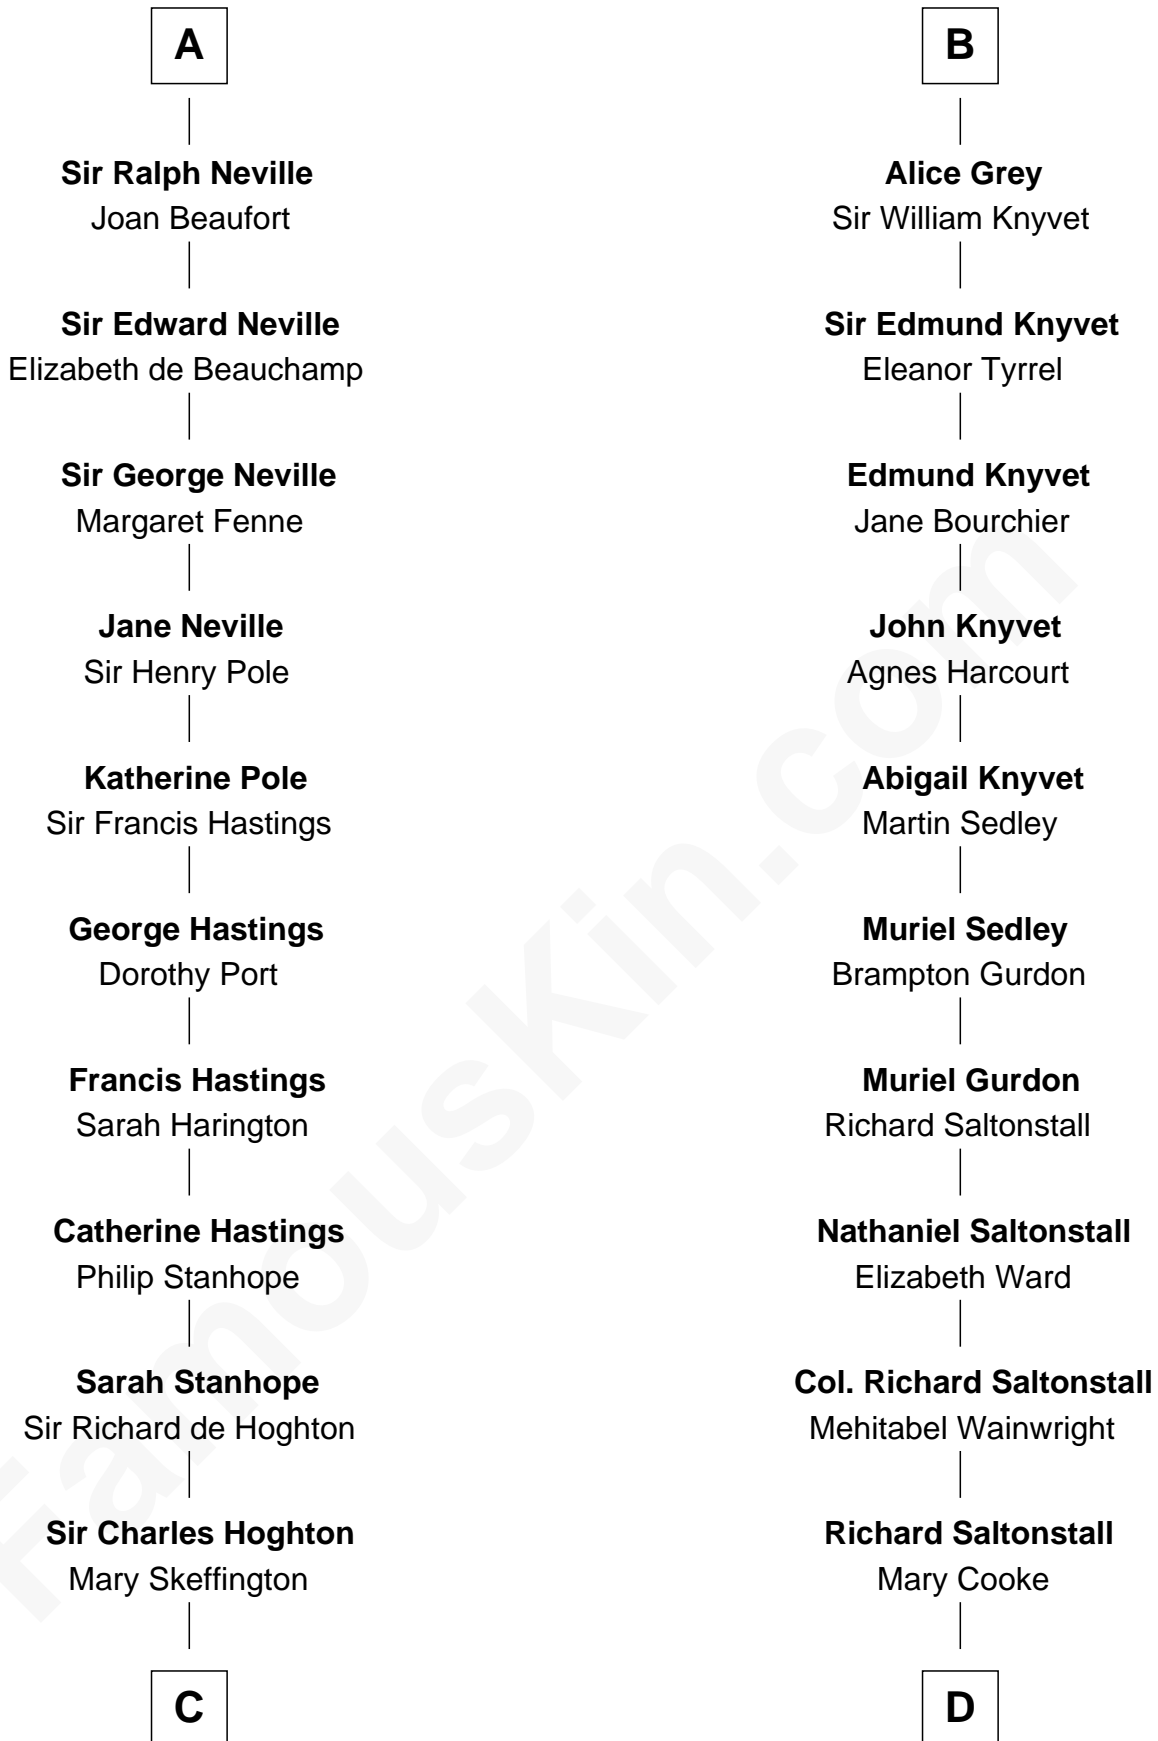 A
Sir Ralph Neville
Joan Beaufort
Sir Edward Neville
Elizabeth de Beauchamp
Sir George Neville
Margaret Fenne
Jane Neville
Sir Henry Pole
Katherine Pole
Sir Francis Hastings
George Hastings
Dorothy Port
Francis Hastings
Sarah Harington
Catherine Hastings
Philip Stanhope
Sarah Stanhope
Sir Richard de Hoghton
Sir Charles Hoghton
Mary Skeffington
C
B
Alice Grey
Sir William Knyvet
Sir Edmund Knyvet
Eleanor Tyrrel
Edmund Knyvet
Jane Bourchier
John Knyvet
Agnes Harcourt
Abigail Knyvet
Martin Sedley
Muriel Sedley
Brampton Gurdon
Muriel Gurdon
Richard Saltonstall
Nathaniel Saltonstall
Elizabeth Ward
Col. Richard Saltonstall
Mehitabel Wainwright
Richard Saltonstall
Mary Cooke
D
FamousKin.com